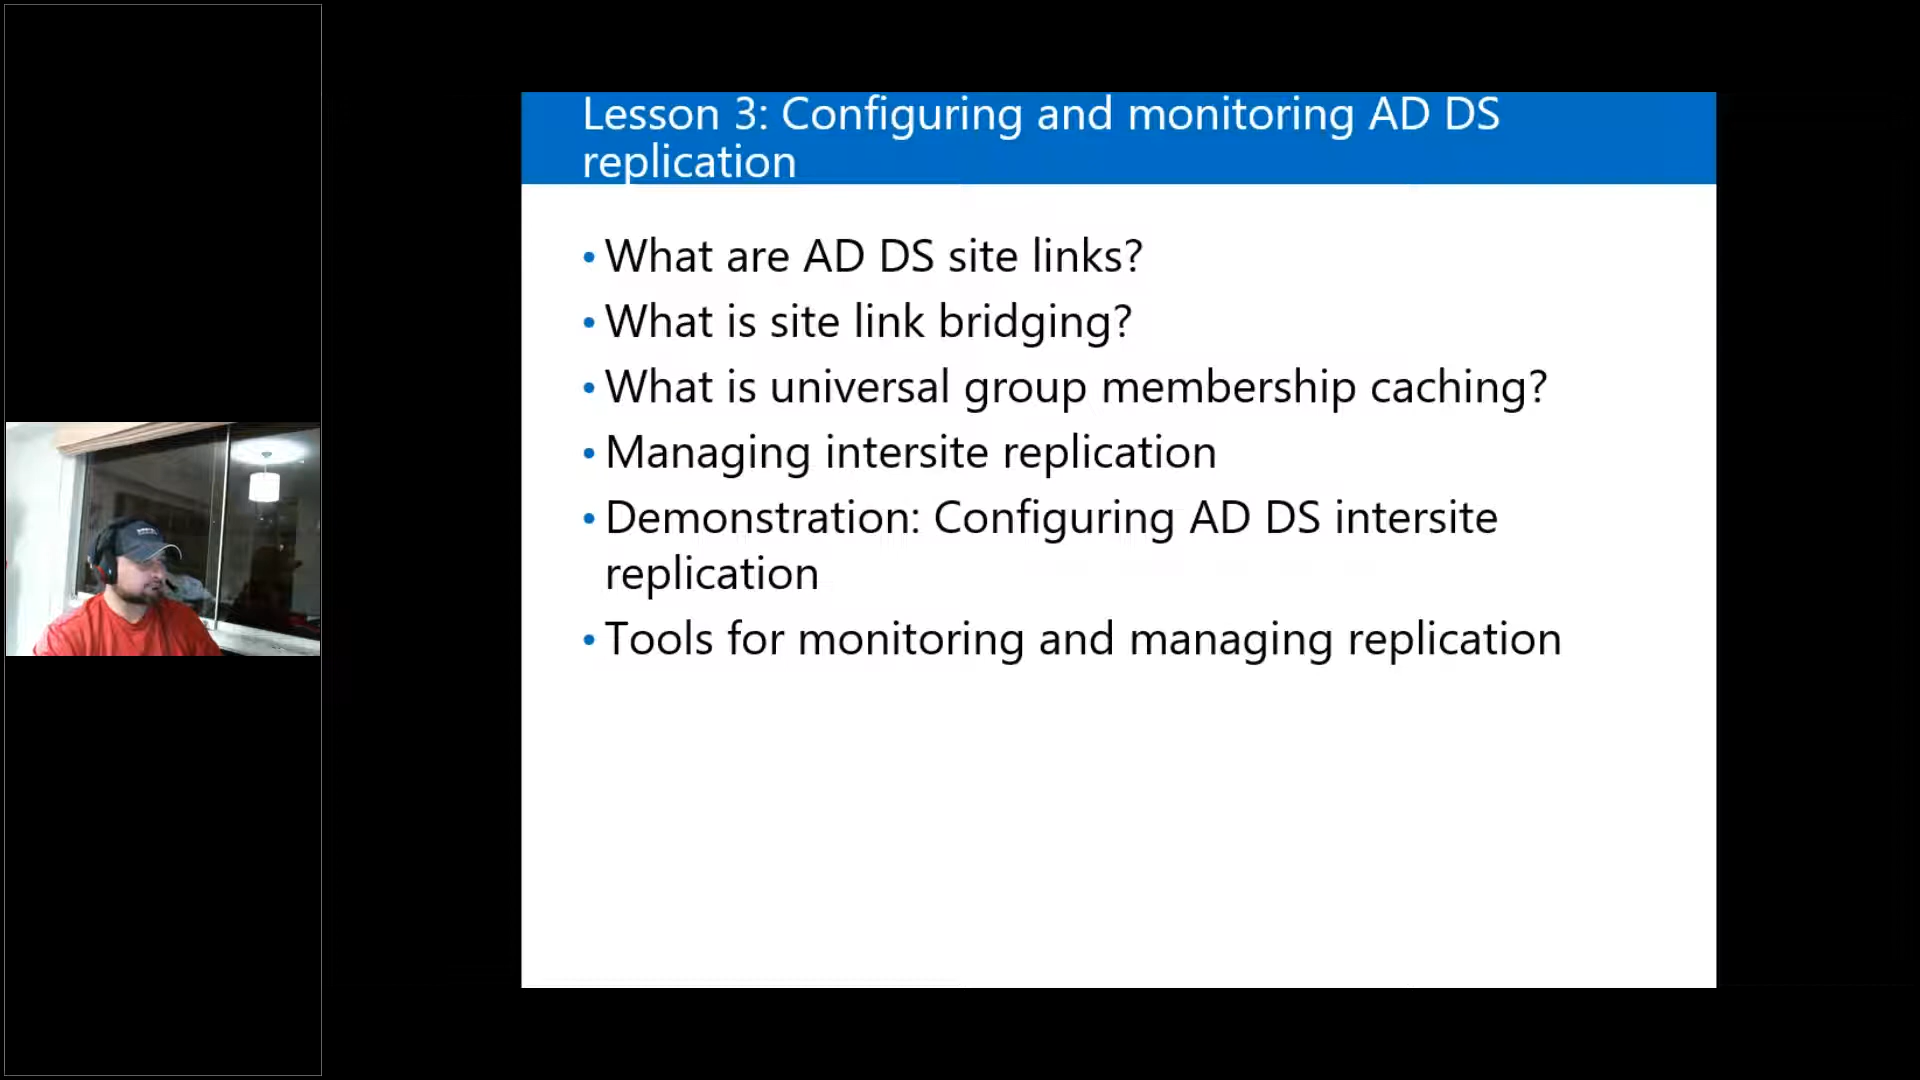 Lesson 3: Configuring and monitoring AD DS
replication
• What are AD DS site links?
• What is site link bridging?
• What is universal group membership caching?
• Managing intersite replication
• Demonstration: Configuring AD DS intersite
replication
• Tools for monitoring and managing replication